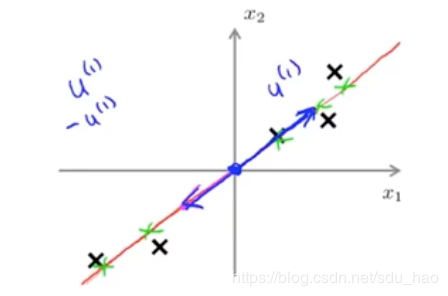 x₂
u⁽¹⁾
u⁽¹⁾
-u⁽¹⁾
x₁
https://blog.csdn.net/sdu_hao